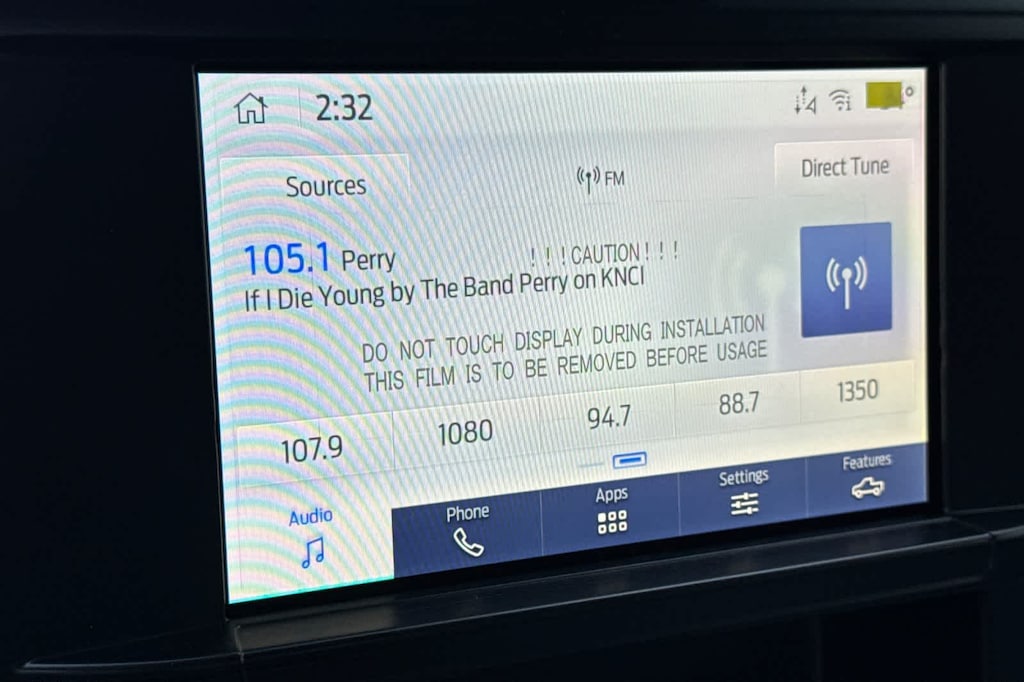 2:32
Sources
FM
Direct Tune
105.1 Perry
! ! ! CAUTION ! ! !
If I Die Young by The Band Perry on KNCI
DO NOT TOUCH DISPLAY DURING INSTALLATION
THIS FILM IS TO BE REMOVED BEFORE USAGE
107.9 1080 94.7 88.7 1350
Audio Phone Apps Settings Features